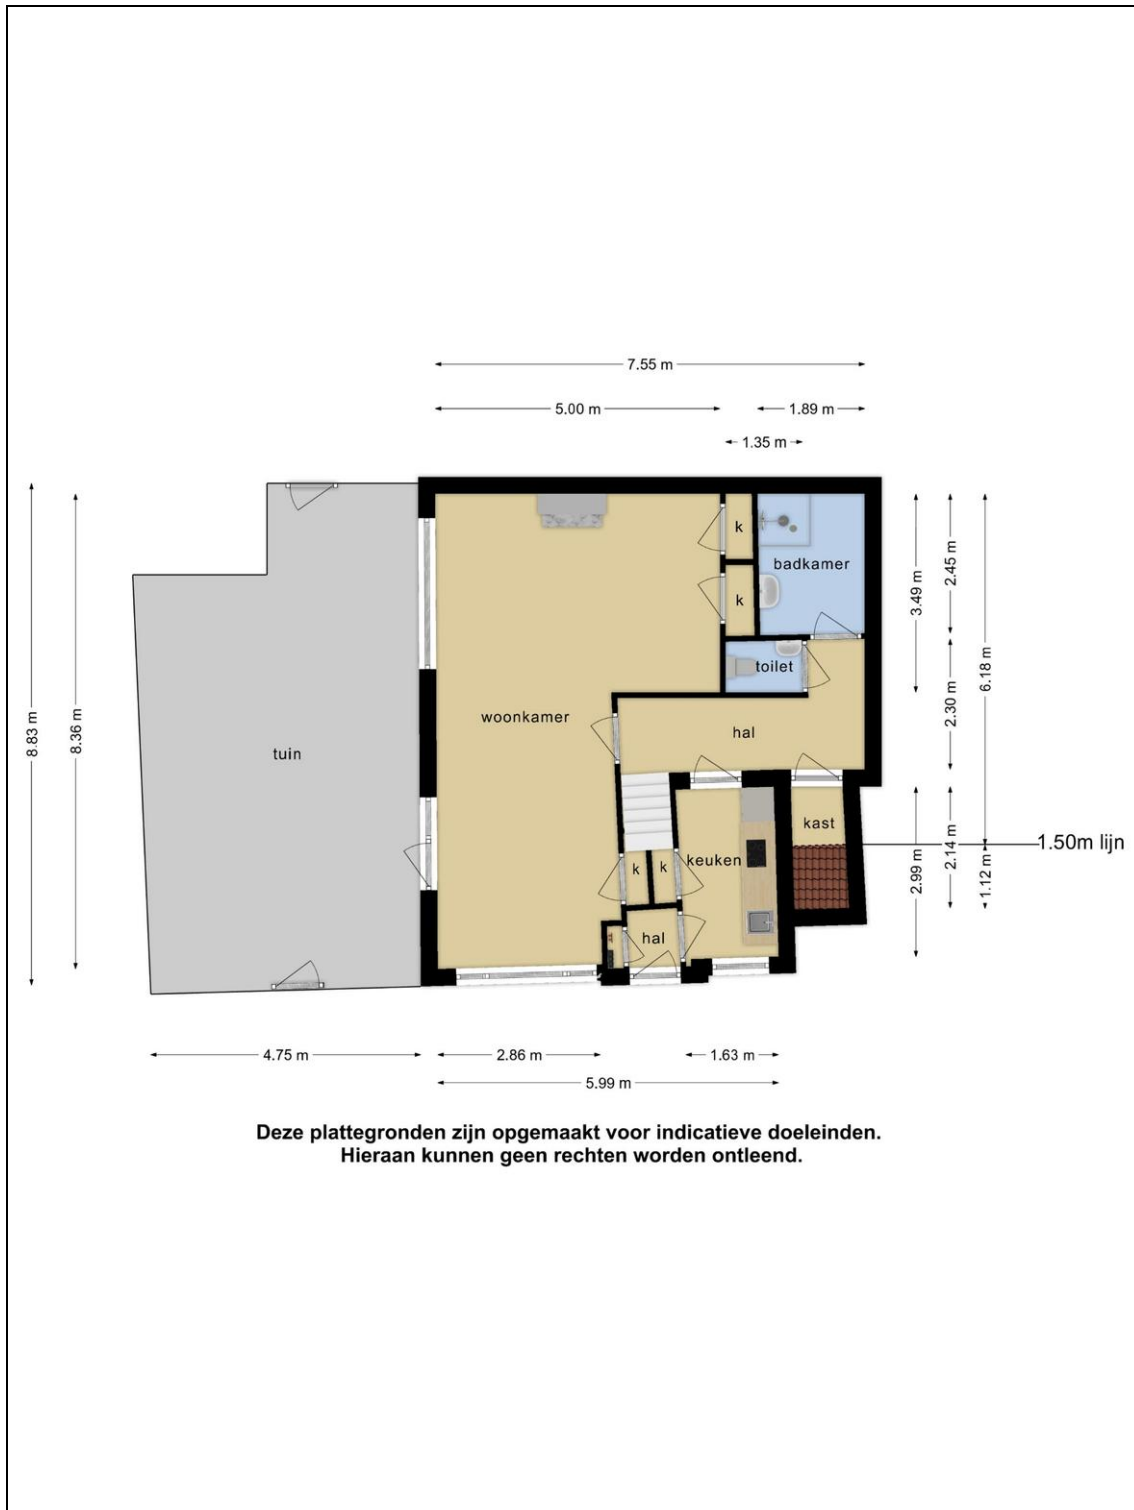 7.55 m
5.00 m
1.89 m
1.35 m
k
badkamer
k
toilet
woonkamer
hal
tuin
kast
keuken
k
k
hal
8.83 m
8.36 m
3.49 m
2.45 m
6.18 m
2.30 m
2.99 m
2.14 m
1.12 m
1.50m lijn
4.75 m
2.86 m
1.63 m
5.99 m
Deze plattegronden zijn opgemaakt voor indicatieve doeleinden.
Hieraan kunnen geen rechten worden ontleend.